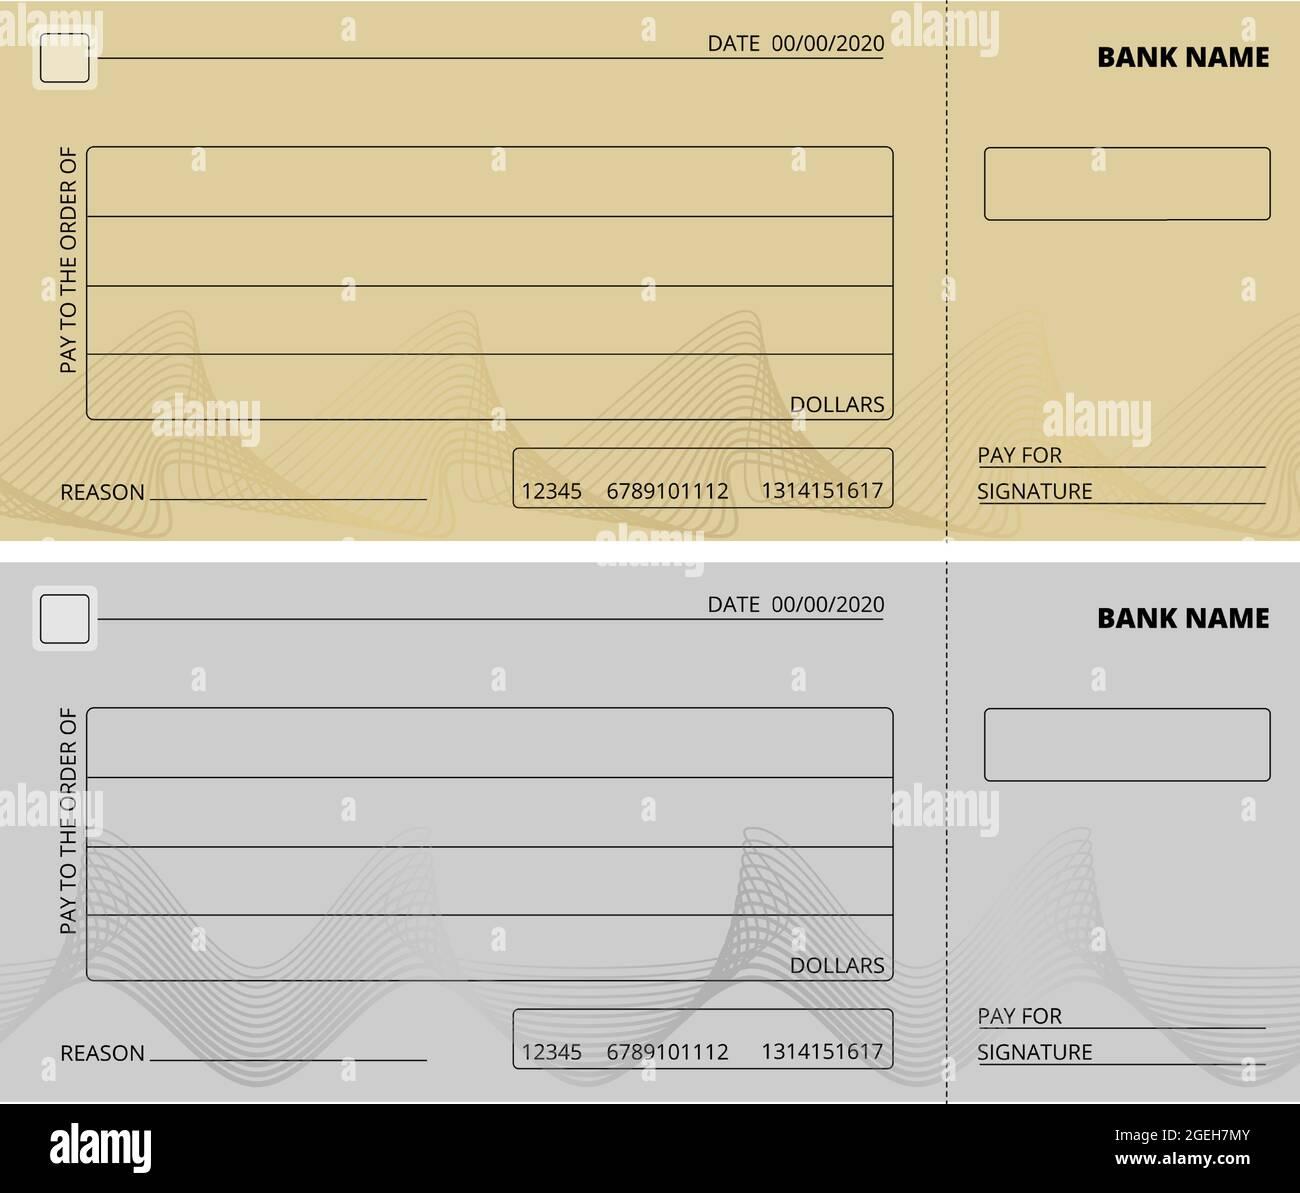 DATE 00/00/2020
BANK NAME
PAY TO THE ORDER OF
DOLLARS
REASON
12345 6789101112 1314151617
PAY FOR
SIGNATURE
DATE 00/00/2020
BANK NAME
PAY TO THE ORDER OF
DOLLARS
REASON
12345 6789101112 1314151617
PAY FOR
SIGNATURE
alamy
Image ID: 2GEH7MY
www.alamy.com